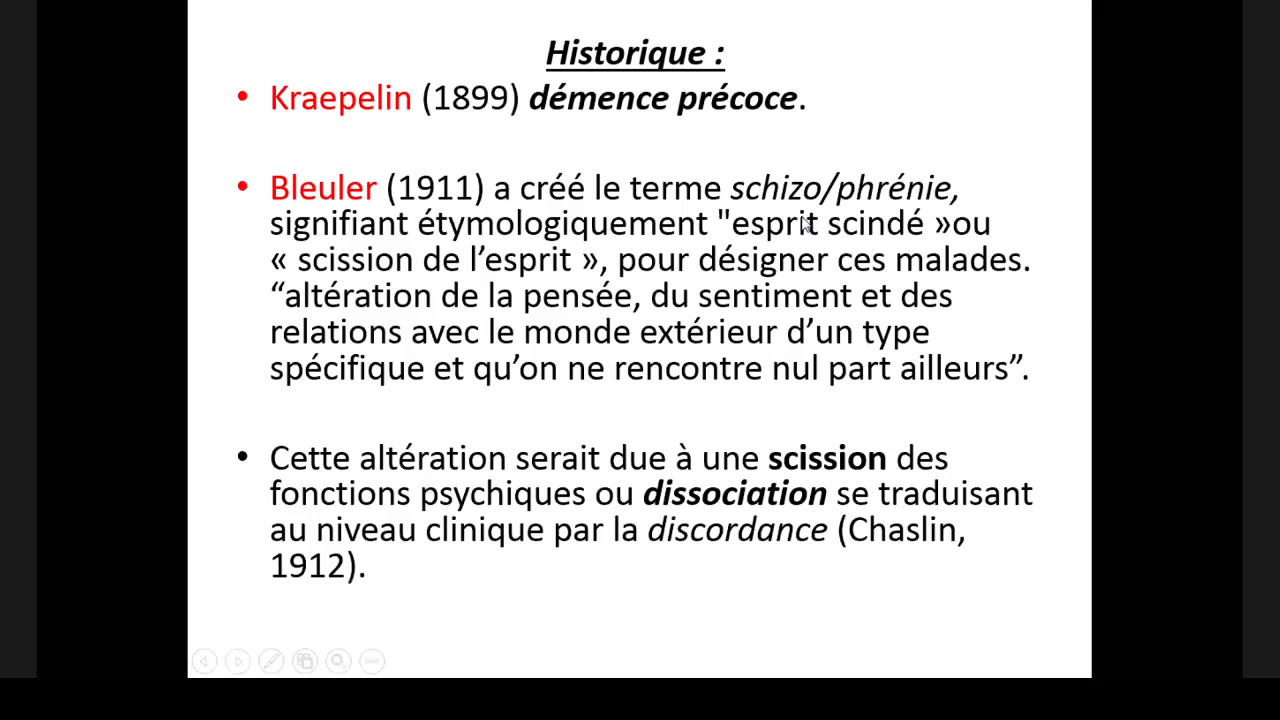 Historique :
• Kraepelin (1899) démence précoce.
• Bleuler (1911) a créé le terme schizo/phrénie,
signifiant étymologiquement "esprit scindé »ou
« scission de l’esprit », pour désigner ces malades.
“altération de la pensée, du sentiment et des
relations avec le monde extérieur d’un type
spécifique et qu’on ne rencontre nul part ailleurs”.
• Cette altération serait due à une scission des
fonctions psychiques ou dissociation se traduisant
au niveau clinique par la discordance (Chaslin,
1912).